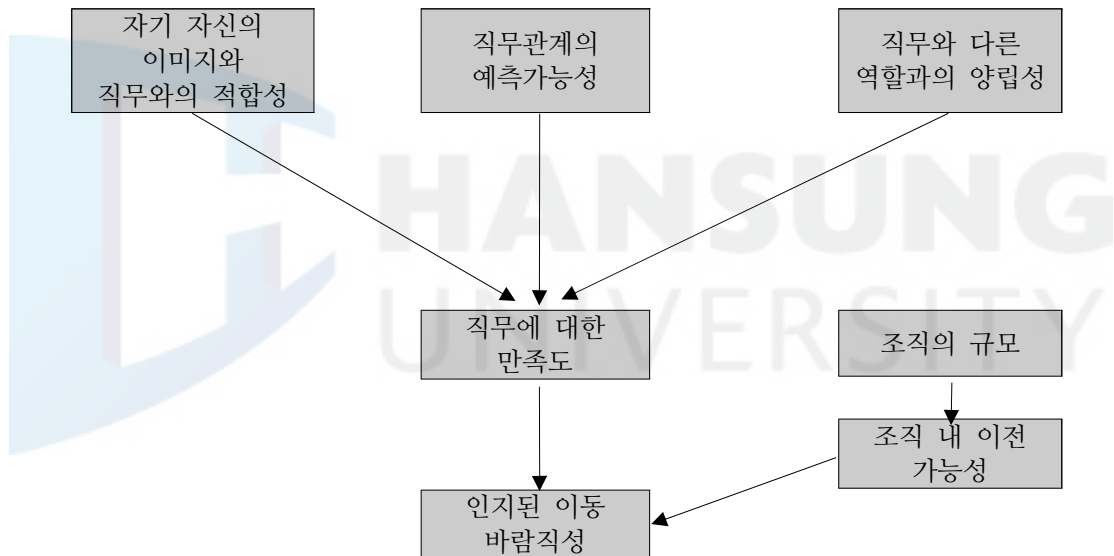 자기 자신의
이미지와
직무와의 적합성
직무관계의
예측가능성
직무와 다른
역할과의 양립성
HANSUNG
UNIVERSITY
직무에 대한
만족도
조직의 규모
조직 내 이전
가능성
인지된 이동
바람직성